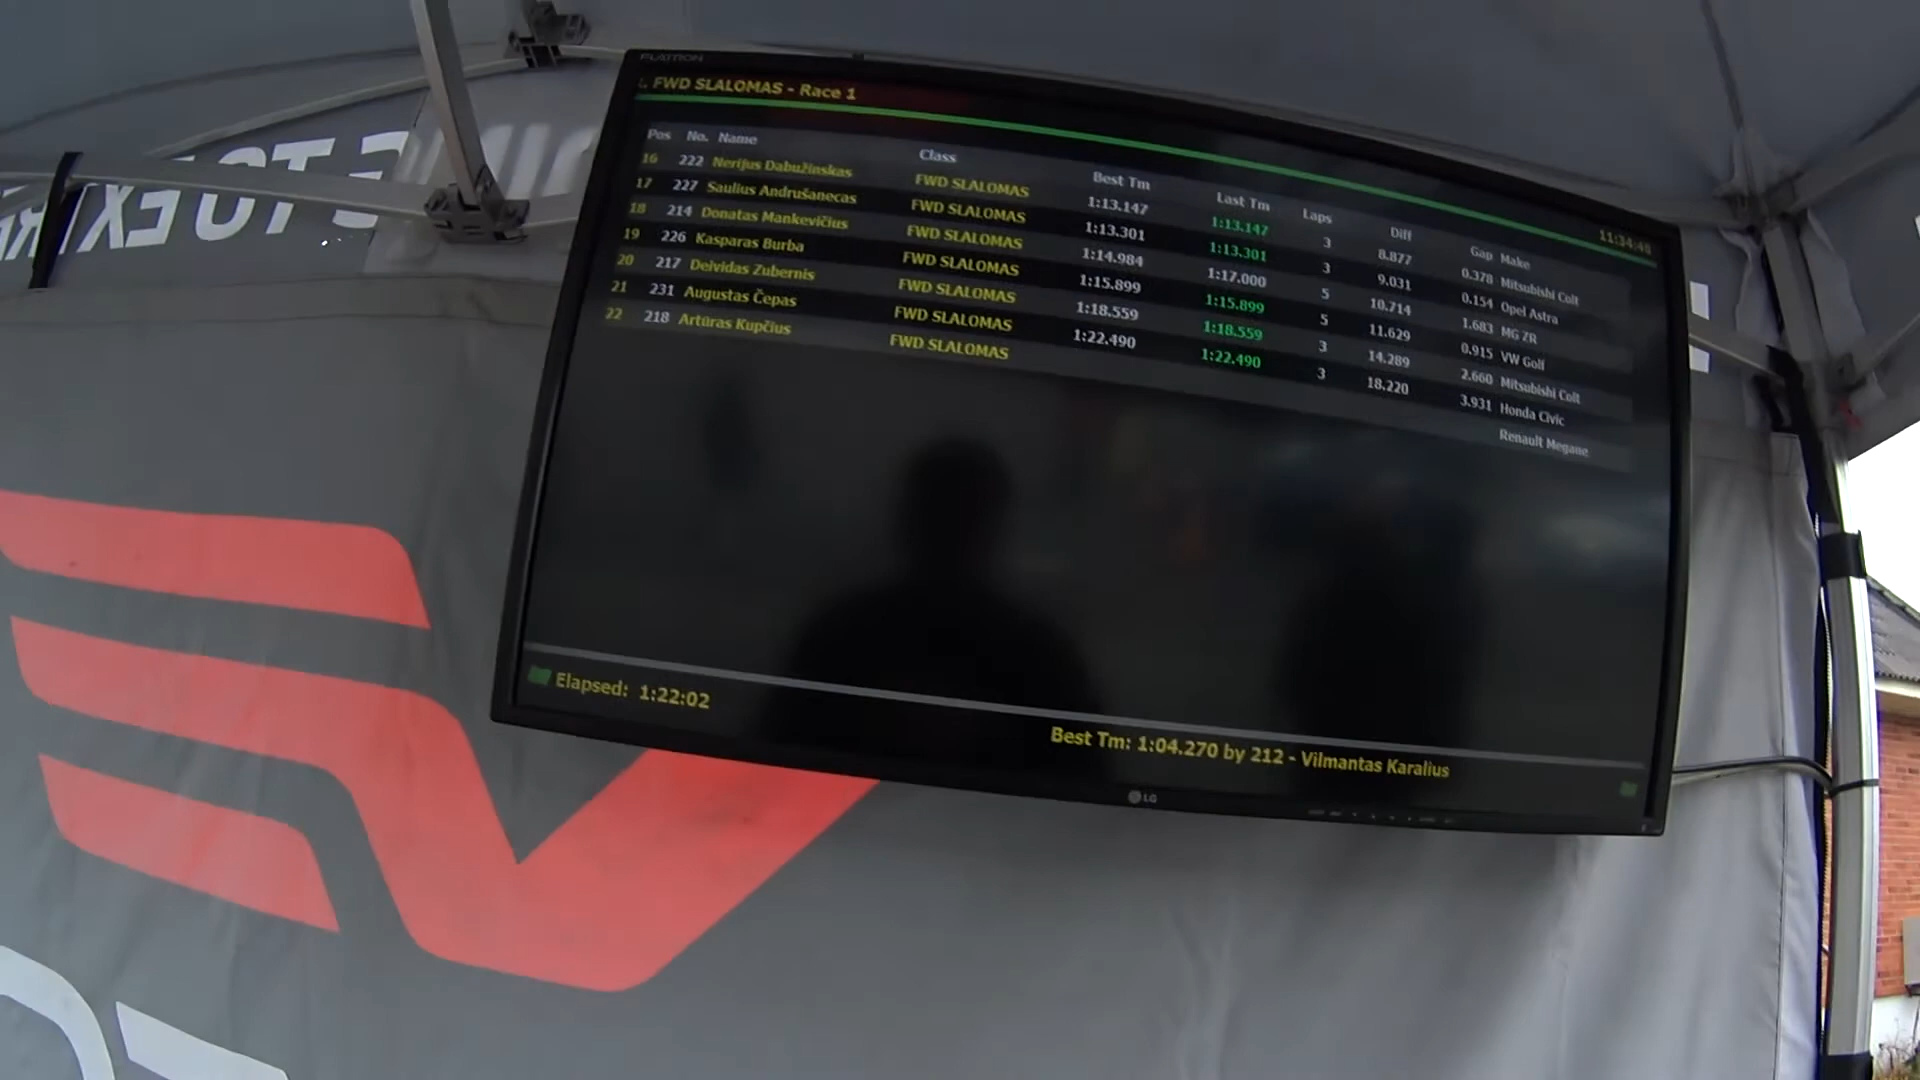 FLATRON
. FWD SLALOMAS - Race 1
11:34:48
Pos No. Name Class Best Tm Last Tm Laps Diff Gap Make
16 222 Nerijus Dabužinskas FWD SLALOMAS 1:13.147 1:13.147 3 8.877 0.378 Mitsubishi Colt
17 227 Saulius Andrušanecas FWD SLALOMAS 1:13.301 1:13.301 3 9.031 0.154 Opel Astra
18 214 Donatas Mankevičius FWD SLALOMAS 1:14.984 1:17.000 5 10.714 1.683 MG ZR
19 226 Kasparas Burba FWD SLALOMAS 1:15.899 1:15.899 5 11.629 0.915 VW Golf
20 217 Deividas Zubernis FWD SLALOMAS 1:18.559 1:18.559 3 14.289 2.660 Mitsubishi Colt
21 231 Augustas Čepas FWD SLALOMAS 1:22.490 1:22.490 3 18.220 3.931 Honda Civic
22 218 Artūras Kupčius FWD SLALOMAS Renault Megane
Elapsed: 1:22:02
Best Tm: 1:04.270 by 212 - Vilmantas Karalius
LG